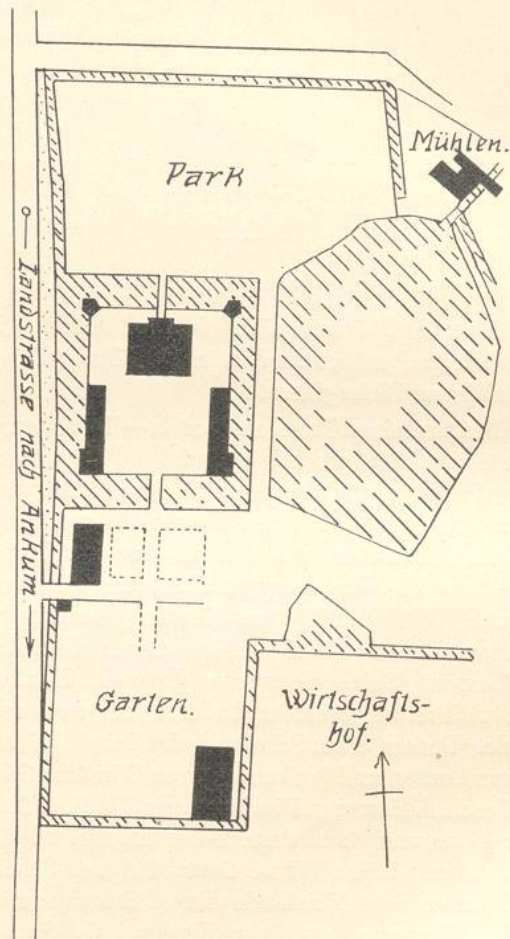 Mühlen.
Park
Landstrasse nach Ankum.
Garten.
Wirtschafts-
hof.